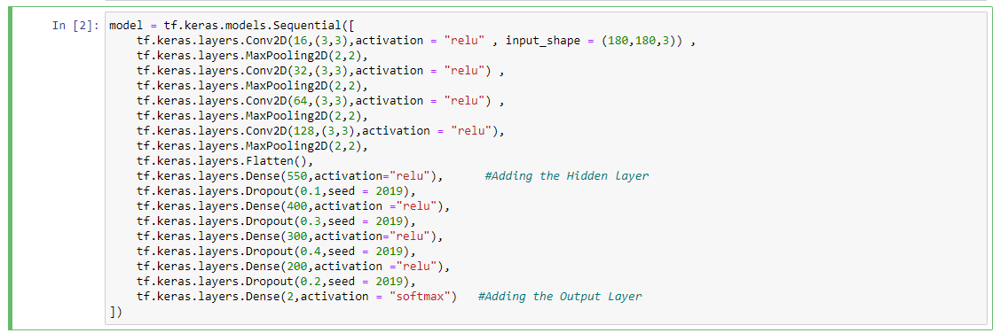 In [2]: model = tf.keras.models.Sequential([
    tf.keras.layers.Conv2D(16,(3,3),activation = "relu" , input_shape = (180,180,3)) ,
    tf.keras.layers.MaxPooling2D(2,2),
    tf.keras.layers.Conv2D(32,(3,3),activation = "relu") ,
    tf.keras.layers.MaxPooling2D(2,2),
    tf.keras.layers.Conv2D(64,(3,3),activation = "relu") ,
    tf.keras.layers.MaxPooling2D(2,2),
    tf.keras.layers.Conv2D(128,(3,3),activation = "relu"),
    tf.keras.layers.MaxPooling2D(2,2),
    tf.keras.layers.Flatten(),
    tf.keras.layers.Dense(550,activation="relu"),      #Adding the Hidden layer
    tf.keras.layers.Dropout(0.1,seed = 2019),
    tf.keras.layers.Dense(400,activation ="relu"),
    tf.keras.layers.Dropout(0.3,seed = 2019),
    tf.keras.layers.Dense(300,activation="relu"),
    tf.keras.layers.Dropout(0.4,seed = 2019),
    tf.keras.layers.Dense(200,activation ="relu"),
    tf.keras.layers.Dropout(0.2,seed = 2019),
    tf.keras.layers.Dense(2,activation = "softmax")   #Adding the Output Layer
])